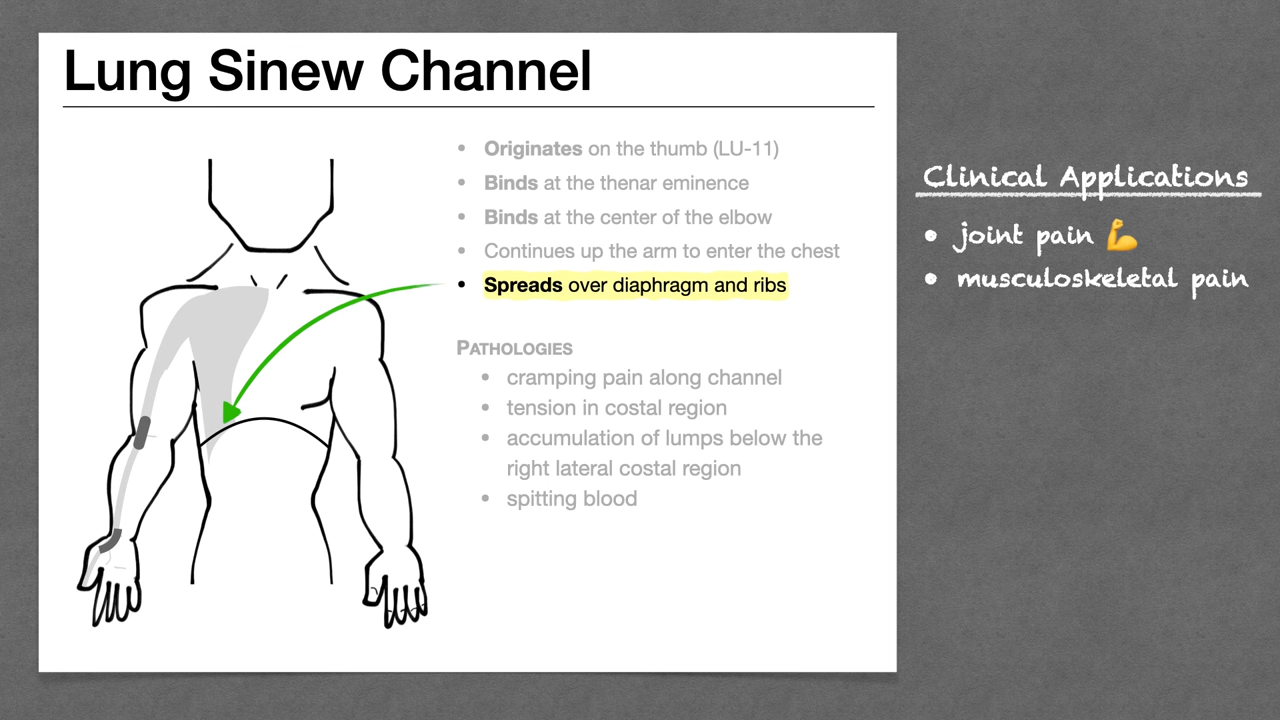 Lung Sinew Channel
• Originates on the thumb (LU-11)
• Binds at the thenar eminence
• Binds at the center of the elbow
• Continues up the arm to enter the chest
• Spreads over diaphragm and ribs
PATHOLOGIES
• cramping pain along channel
• tension in costal region
• accumulation of lumps below the
right lateral costal region
• spitting blood
Clinical Applications
• joint pain 💪
• musculoskeletal pain